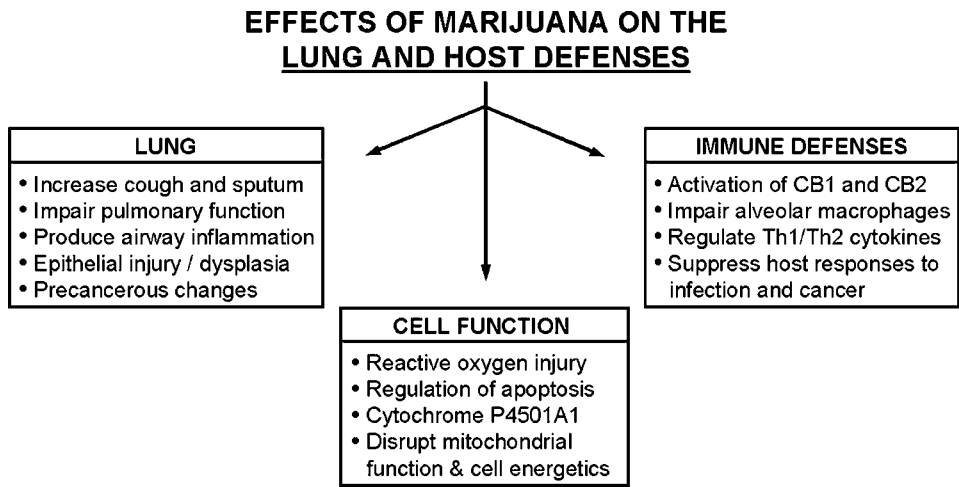 EFFECTS OF MARIJUANA ON THE
LUNG AND HOST DEFENSES
LUNG
• Increase cough and sputum
• Impair pulmonary function
• Produce airway inflammation
• Epithelial injury / dysplasia
• Precancerous changes
CELL FUNCTION
• Reactive oxygen injury
• Regulation of apoptosis
• Cytochrome P4501A1
• Disrupt mitochondrial
function & cell energetics
IMMUNE DEFENSES
• Activation of CB1 and CB2
• Impair alveolar macrophages
• Regulate Th1/Th2 cytokines
• Suppress host responses to
infection and cancer